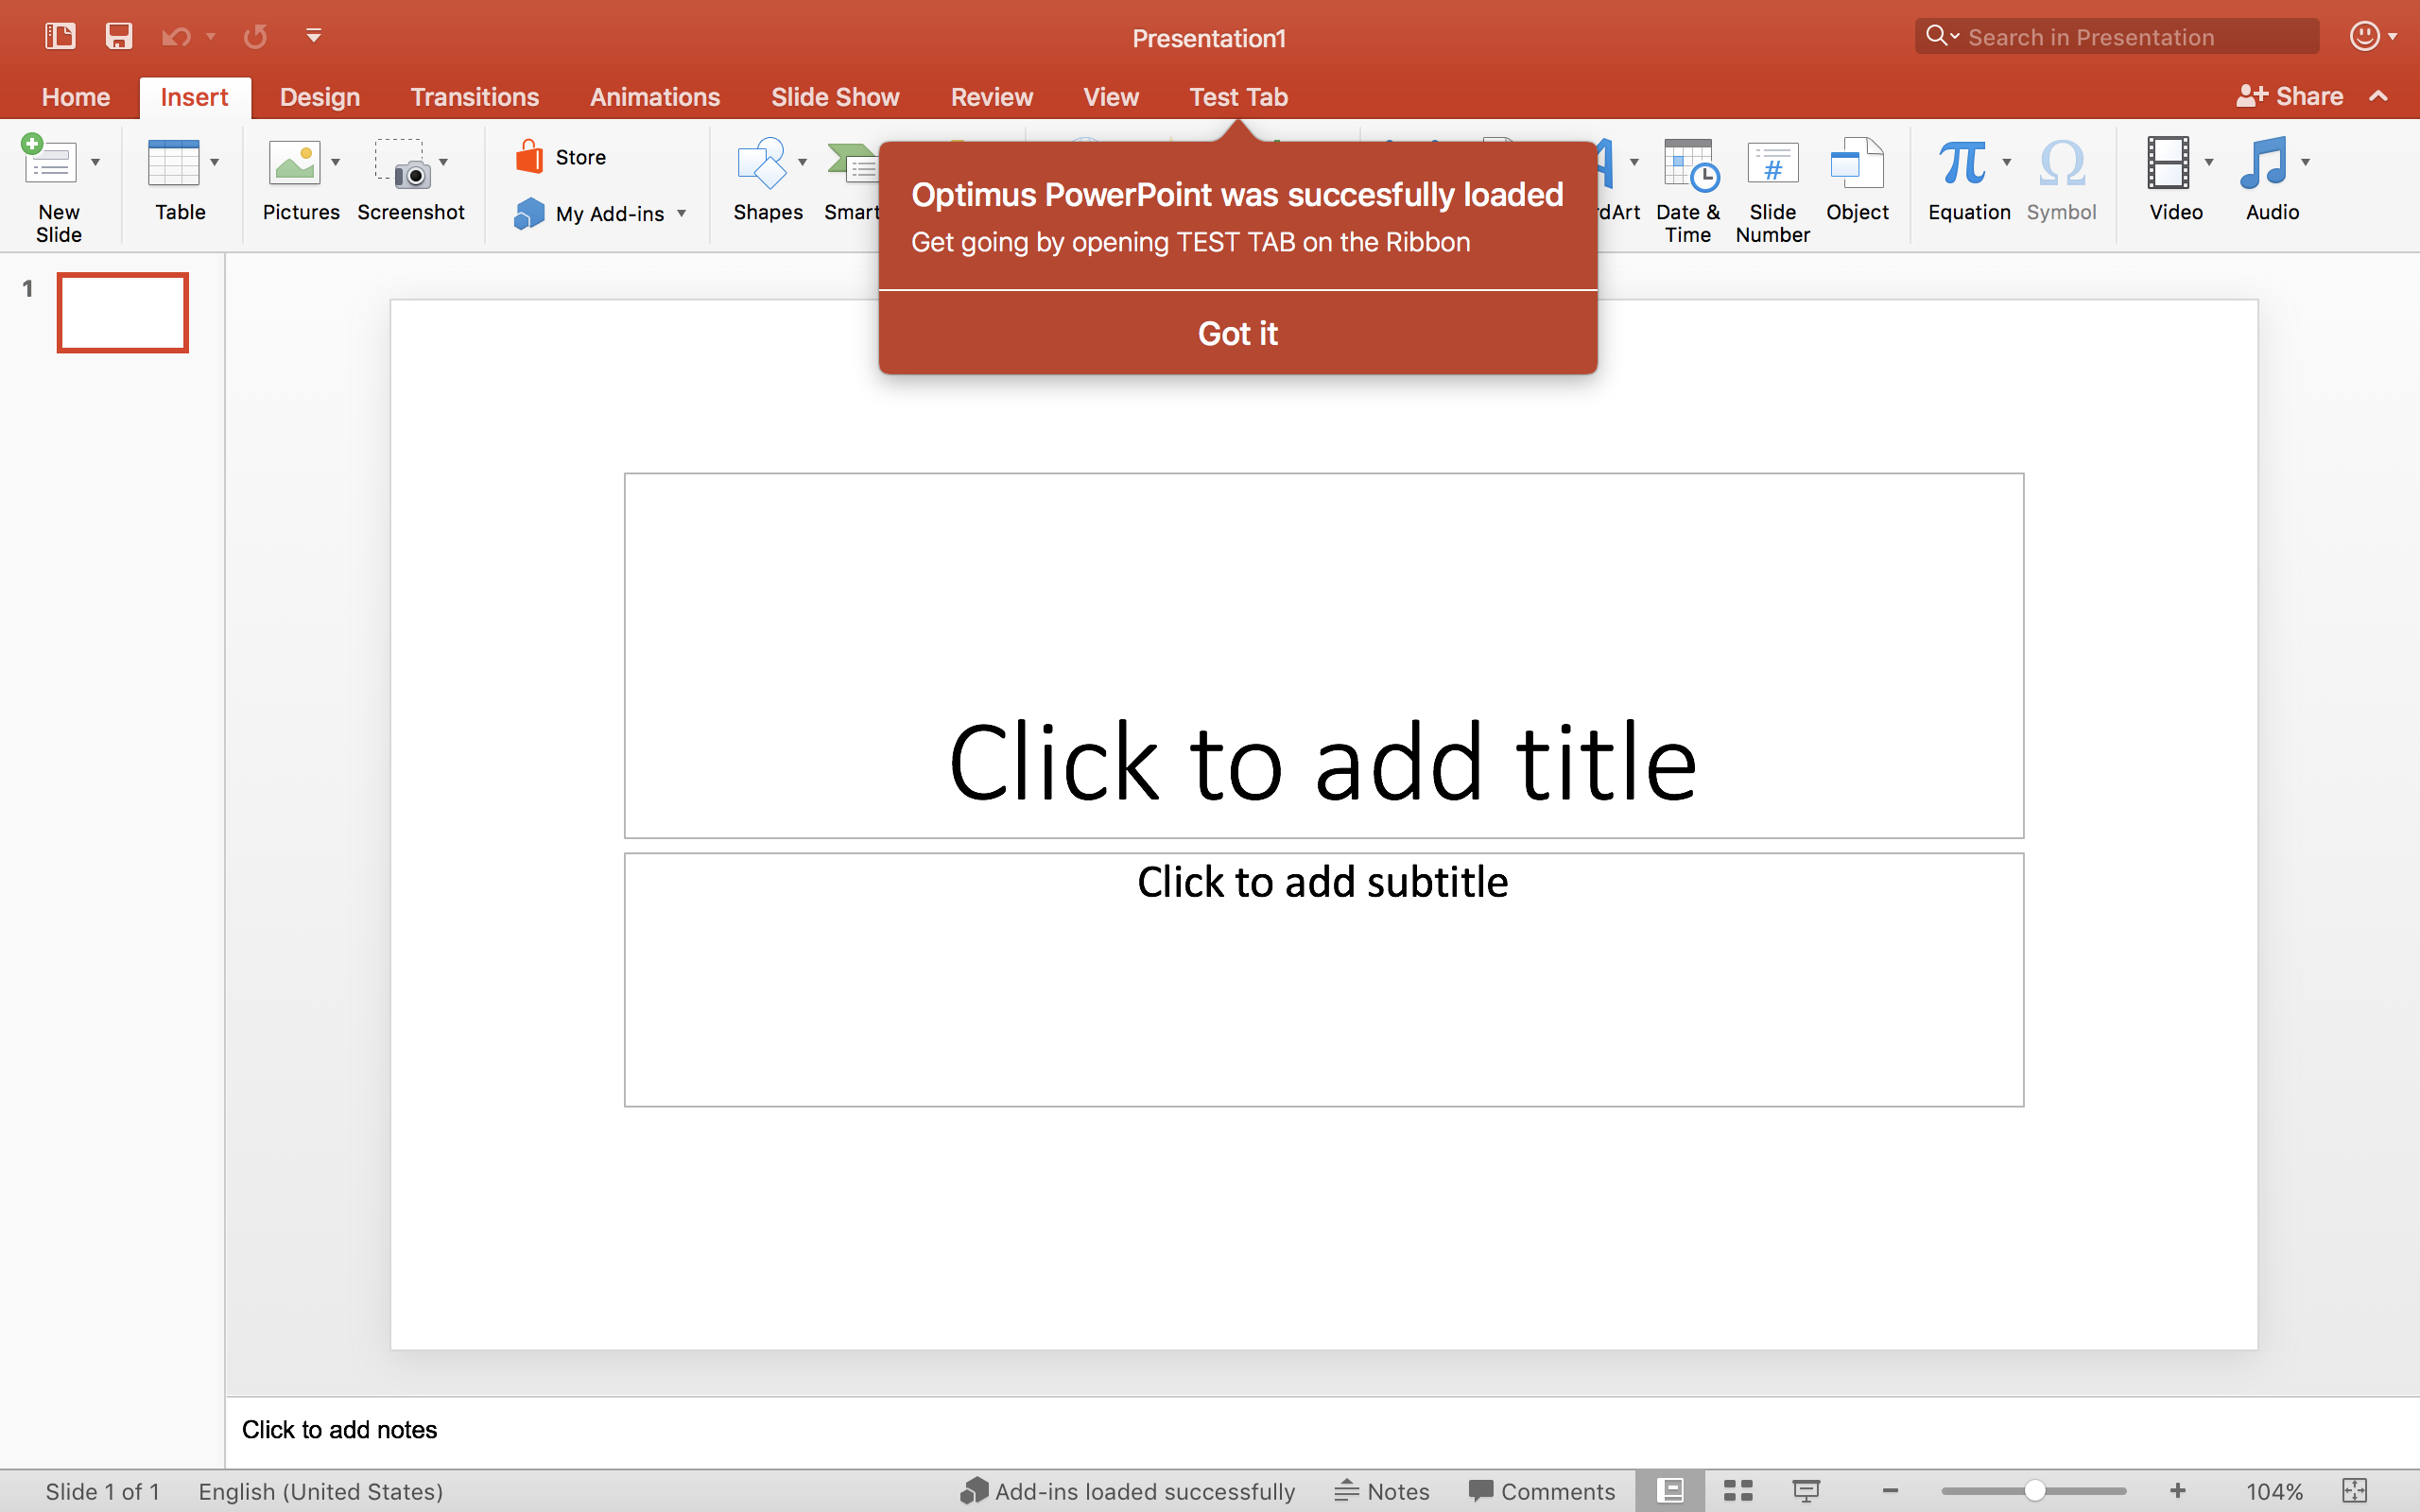 Presentation1
Search in Presentation
Home Insert Design Transitions Animations Slide Show Review View Test Tab Share
New Slide
Table
Pictures
Screenshot
Store
My Add-ins
Shapes
Smart
dArt
Date & Time
Slide Number
#
Object
Equation
Symbol
Video
Audio
Optimus PowerPoint was succesfully loaded
Get going by opening TEST TAB on the Ribbon
Got it
1
Click to add title
Click to add subtitle
Click to add notes
Slide 1 of 1 English (United States) Add-ins loaded successfully Notes Comments 104%